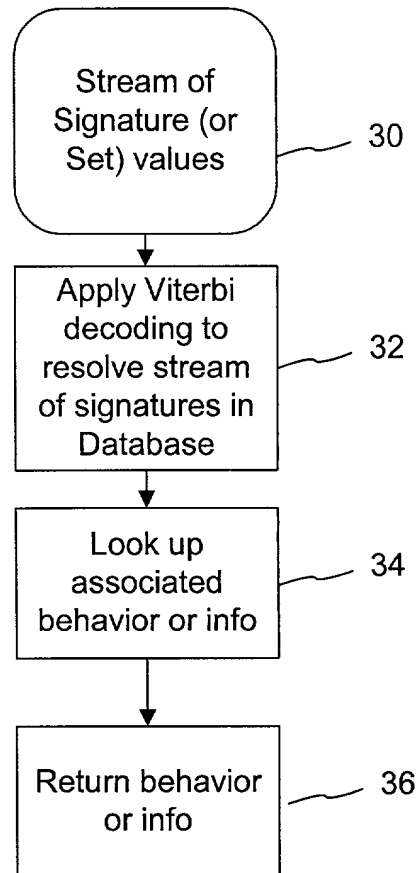 Stream of
Signature (or
Set) values
30
Apply Viterbi
decoding to
resolve stream
of signatures in
Database
32
Look up
associated
behavior or info
34
Return behavior
or info
36